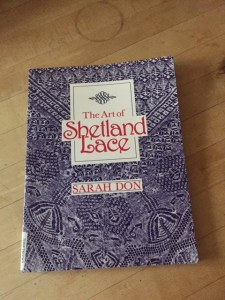 The Art of
Shetland
Lace
SARAH DON